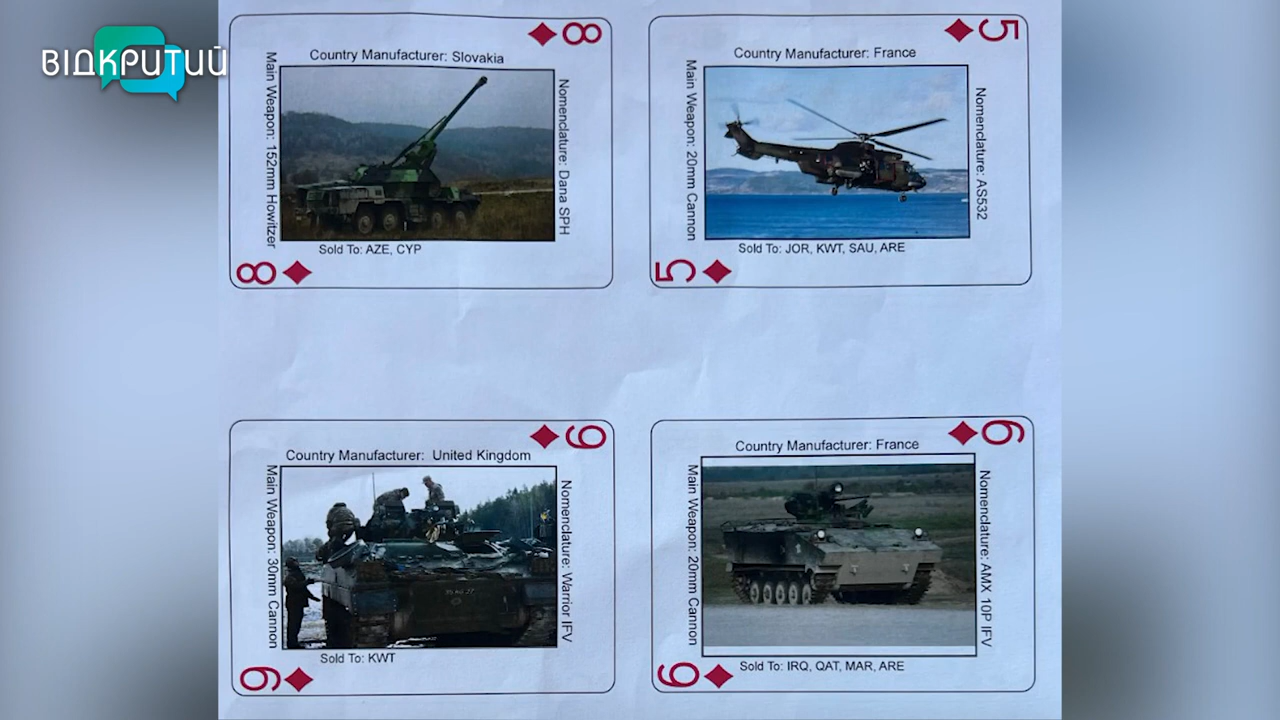 ВІДКРИТИЙ
8
Country Manufacturer: Slovakia
Main Weapon: 152mm Howitzer
Nomenclature: Dana SPH
Sold To: AZE, CYP
8
5
Country Manufacturer: France
Main Weapon: 20mm Cannon
Nomenclature: AS532
Sold To: JOR, KWT, SAU, ARE
5
9
Country Manufacturer: United Kingdom
Main Weapon: 30mm Cannon
Nomenclature: Warrior IFV
Sold To: KWT
9
6
Country Manufacturer: France
Main Weapon: 20mm Cannon
Nomenclature: AMX 10P IFV
Sold To: IRQ, QAT, MAR, ARE
6